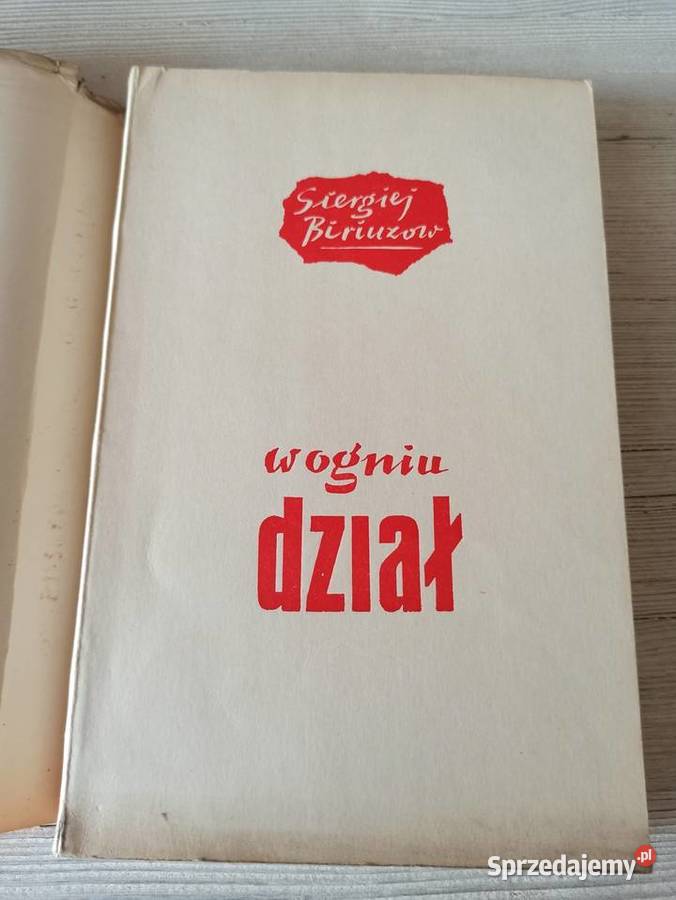 Siergiej
Biriuzow
w ogniu
dział
Sprzedajemy.pl